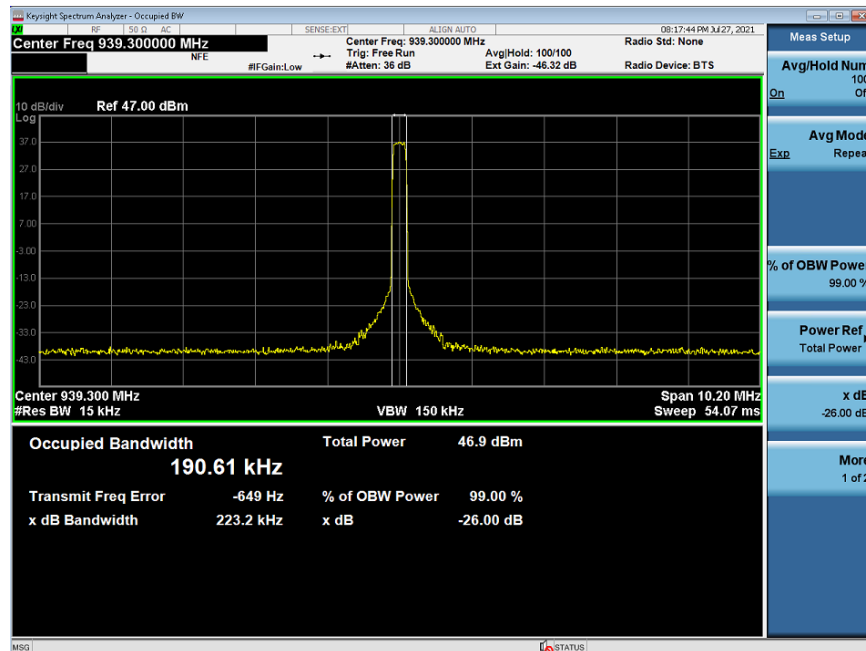 Keysight Spectrum Analyzer - Occupied BW
LXI RF 50 Ω AC SENSE:EXT ALIGN AUTO 08:17:44 PM Jul 27, 2021
Center Freq 939.300000 MHz
NFE
#IFGain:Low
Center Freq: 939.300000 MHz
Trig: Free Run Avg|Hold: 100/100
#Atten: 36 dB Ext Gain: -46.32 dB
Radio Std: None
Radio Device: BTS
10 dB/div Ref 47.00 dBm
Log
37.0
27.0
17.0
7.00
-3.00
-13.0
-23.0
-33.0
-43.0
Center 939.300 MHz Span 10.20 MHz
#Res BW 15 kHz VBW 150 kHz Sweep 54.07 ms
Occupied Bandwidth Total Power 46.9 dBm
190.61 kHz
Transmit Freq Error -649 Hz % of OBW Power 99.00 %
x dB Bandwidth 223.2 kHz x dB -26.00 dB
Meas Setup
Avg/Hold Num
100
On Of
Avg Mode
Exp Repea
% of OBW Powe
99.00 %
Power Ref
Total Power
x dB
-26.00 dB
More
1 of 2
MSG STATUS